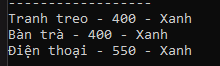 -------------------
Tranh treo - 400 - Xanh
Bàn trà - 400 - Xanh
Điện thoại - 550 - Xanh